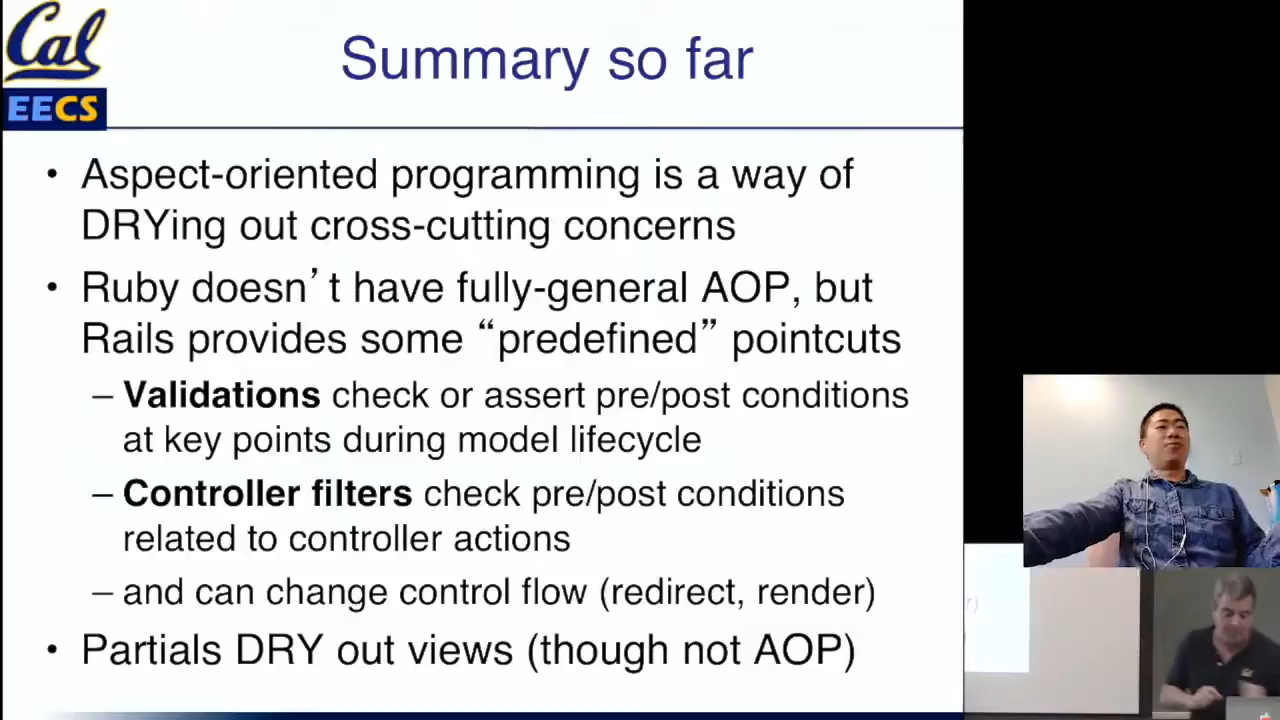 Cal
EECS
Summary so far
• Aspect-oriented programming is a way of
DRYing out cross-cutting concerns
• Ruby doesn’t have fully-general AOP, but
Rails provides some “predefined” pointcuts
– Validations check or assert pre/post conditions
at key points during model lifecycle
– Controller filters check pre/post conditions
related to controller actions
– and can change control flow (redirect, render)
• Partials DRY out views (though not AOP)